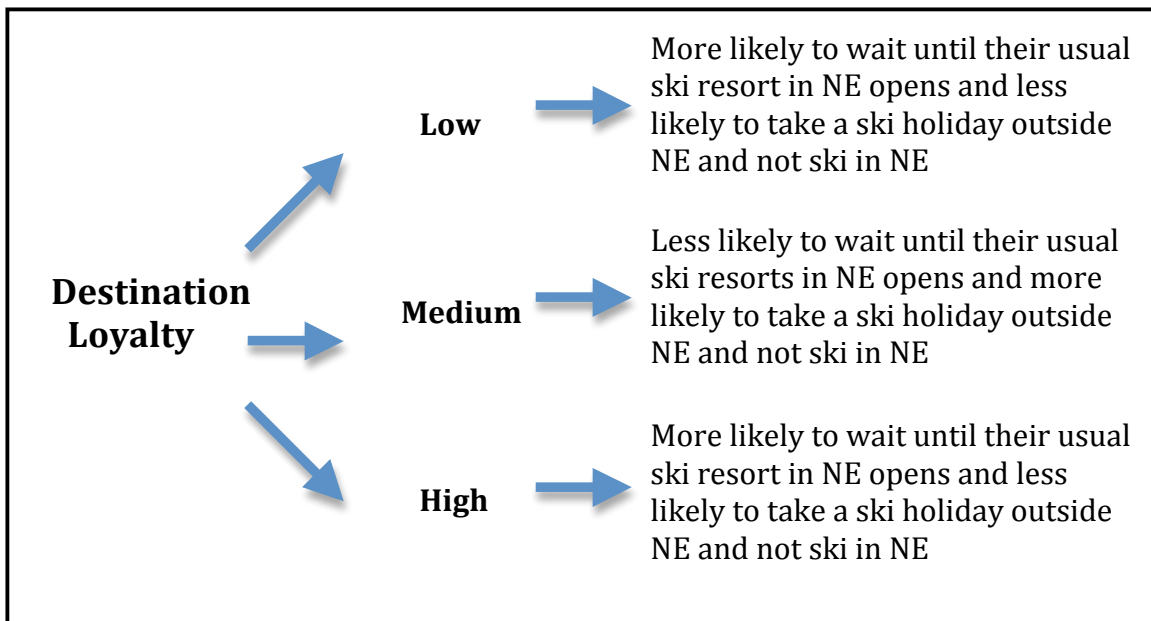 Destination
Loyalty
Low
More likely to wait until their usual
ski resort in NE opens and less
likely to take a ski holiday outside
NE and not ski in NE
Medium
Less likely to wait until their usual
ski resorts in NE opens and more
likely to take a ski holiday outside
NE and not ski in NE
High
More likely to wait until their usual
ski resort in NE opens and less
likely to take a ski holiday outside
NE and not ski in NE